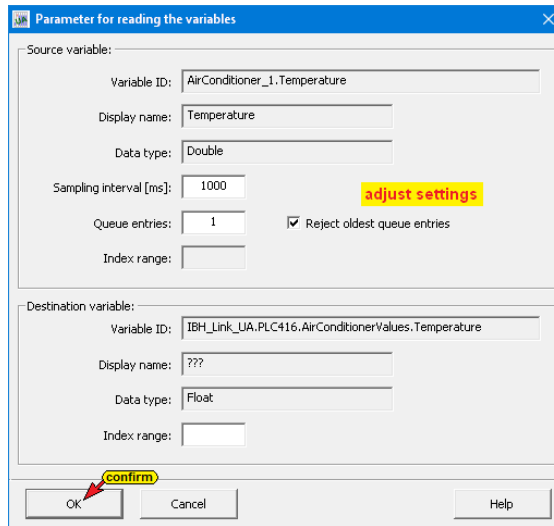 Parameter for reading the variables
Source variable:
Variable ID: AirConditioner_1.Temperature
Display name: Temperature
Data type: Double
Sampling interval [ms]: 1000
adjust settings
Queue entries: 1 Reject oldest queue entries
Index range:
Destination variable:
Variable ID: IBH_Link_UA.PLC416.AirConditionerValues.Temperature
Display name: ???
Data type: Float
Index range:
confirm
OK Cancel Help